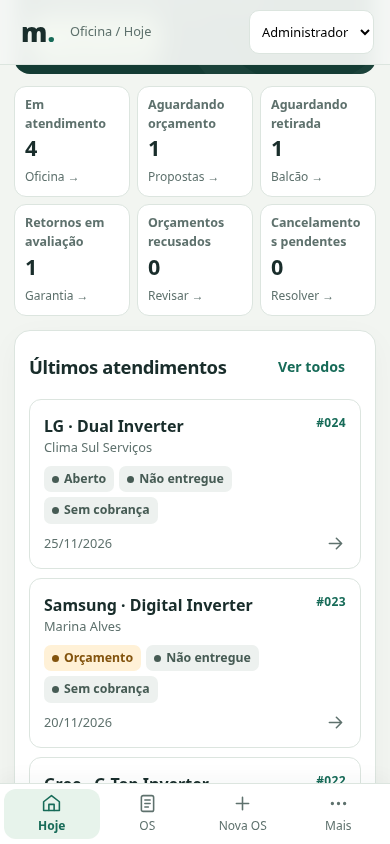 m. Oficina / Hoje Administrador
Em Aguardando Aguardando
atendimento orçamento retirada
4 1 1
Oficina → Propostas → Balcão →
Retornos em Orçamentos Cancelamento
avaliação recusados s pendentes
1 0 0
Garantia → Revisar → Resolver →
Últimos atendimentos Ver todos
LG · Dual Inverter #024
Clima Sul Serviços
Aberto Não entregue
Sem cobrança
25/11/2026
Samsung · Digital Inverter #023
Marina Alves
Orçamento Não entregue
Sem cobrança
20/11/2026
Gree · G-Top Inverter #022
Hoje OS Nova OS Mais